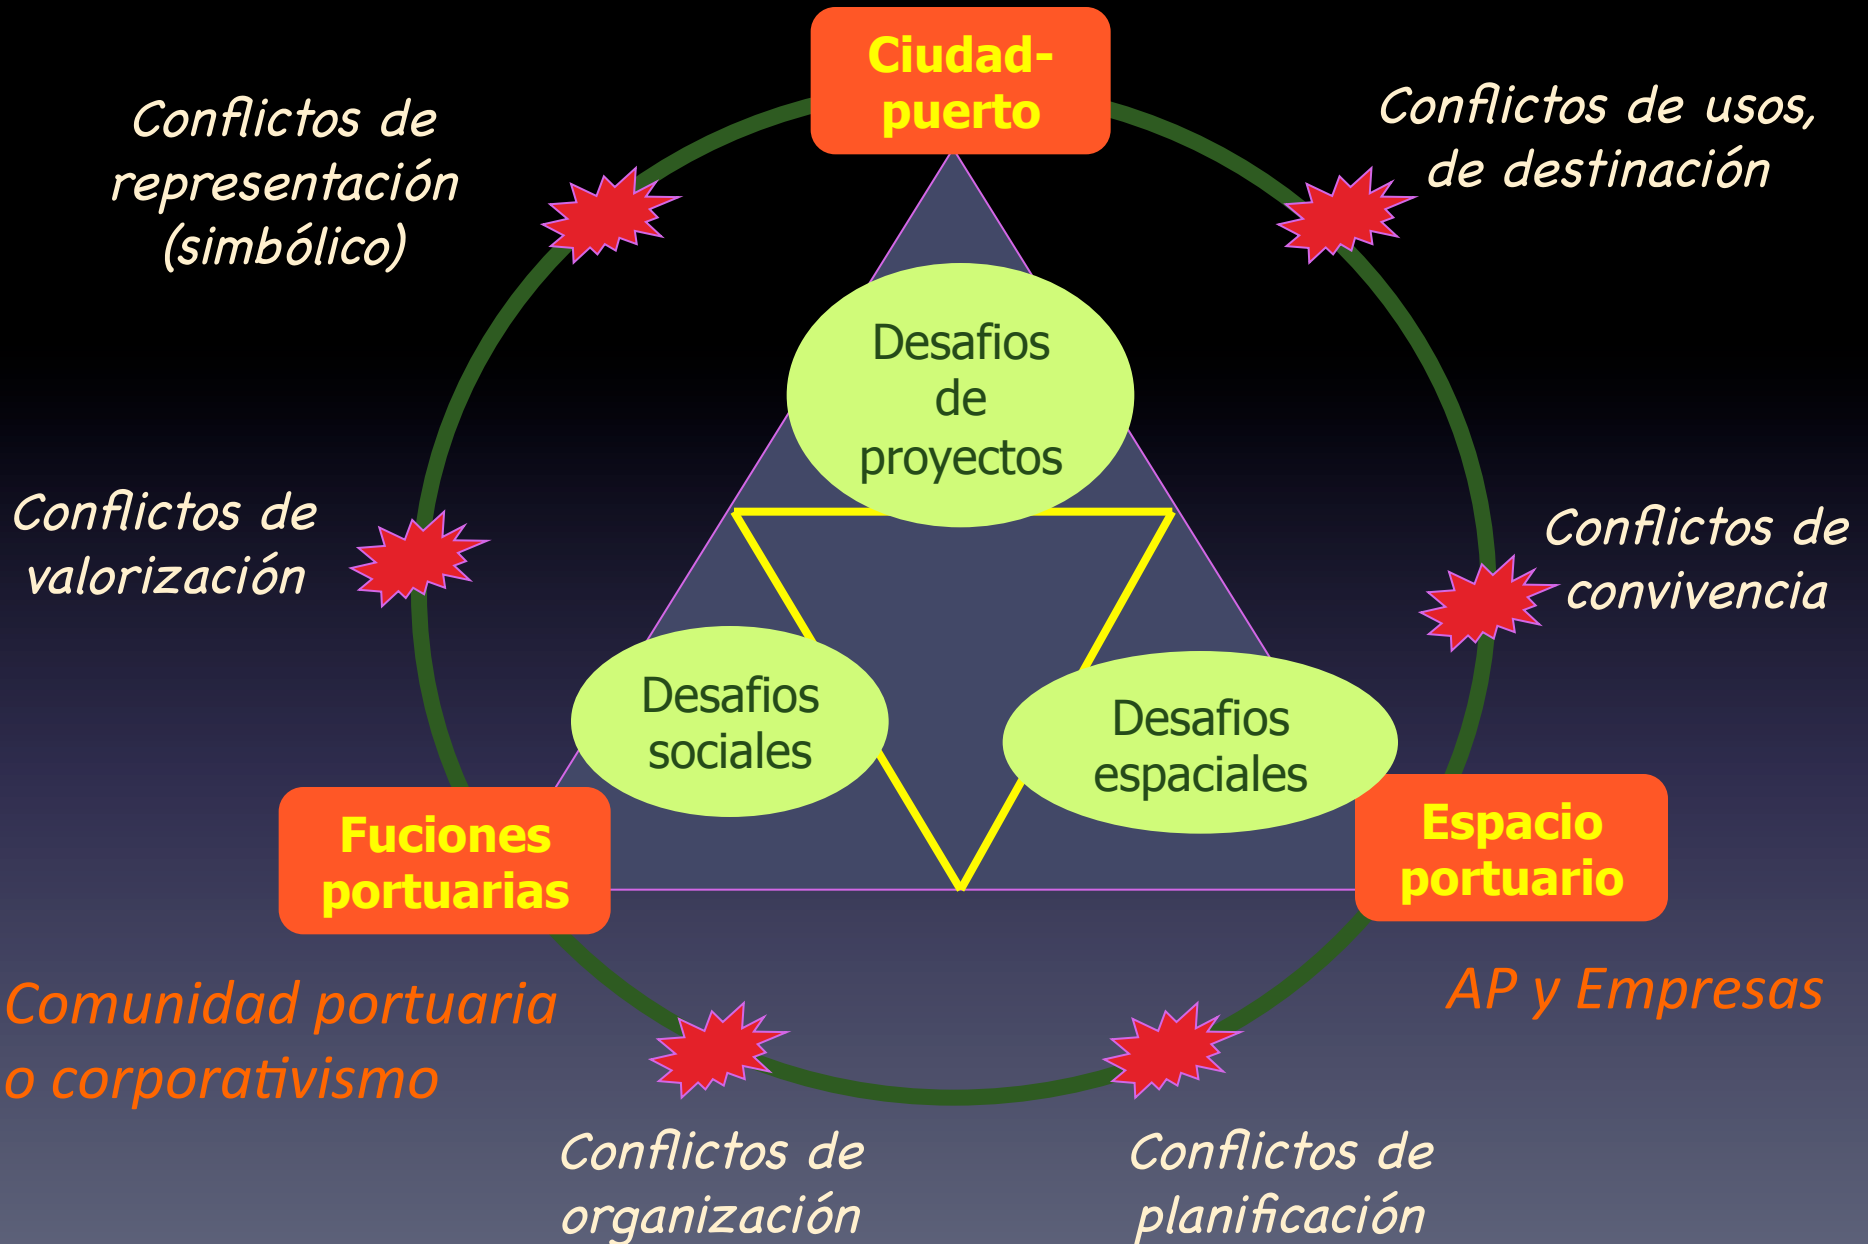 Ciudad-
puerto
Conflictos de
representación
(simbólico)
Conflictos de usos,
de destinación
Desafios
de
proyectos
Conflictos de
valorización
Conflictos de
convivencia
Desafios
sociales
Desafios
espaciales
Fuciones
portuarias
Espacio
portuario
Comunidad portuaria
o corporativismo
AP y Empresas
Conflictos de
organización
Conflictos de
planificación